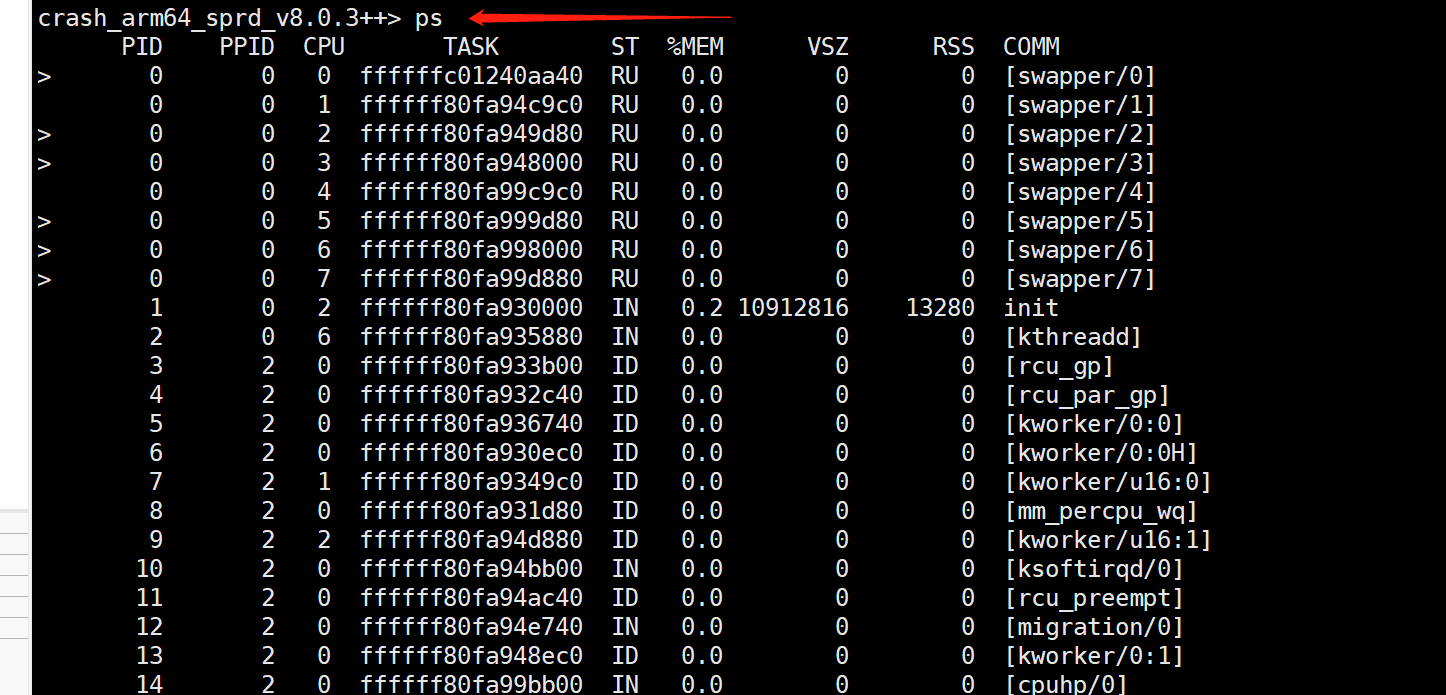 crash_arm64_sprd_v8.0.3++> ps
PID PPID CPU TASK ST %MEM VSZ RSS COMM
> 0 0 0 ffffffc01240aa40 RU 0.0 0 0 [swapper/0]
0 0 1 ffffff80fa94c9c0 RU 0.0 0 0 [swapper/1]
> 0 0 2 ffffff80fa949d80 RU 0.0 0 0 [swapper/2]
> 0 0 3 ffffff80fa948000 RU 0.0 0 0 [swapper/3]
0 0 4 ffffff80fa99c9c0 RU 0.0 0 0 [swapper/4]
> 0 0 5 ffffff80fa999d80 RU 0.0 0 0 [swapper/5]
> 0 0 6 ffffff80fa998000 RU 0.0 0 0 [swapper/6]
> 0 0 7 ffffff80fa99d880 RU 0.0 0 0 [swapper/7]
1 0 2 ffffff80fa930000 IN 0.2 10912816 13280 init
2 0 6 ffffff80fa935880 IN 0.0 0 0 [kthreadd]
3 2 0 ffffff80fa933b00 ID 0.0 0 0 [rcu_gp]
4 2 0 ffffff80fa932c40 ID 0.0 0 0 [rcu_par_gp]
5 2 0 ffffff80fa936740 ID 0.0 0 0 [kworker/0:0]
6 2 0 ffffff80fa930ec0 ID 0.0 0 0 [kworker/0:0H]
7 2 1 ffffff80fa9349c0 ID 0.0 0 0 [kworker/u16:0]
8 2 0 ffffff80fa931d80 ID 0.0 0 0 [mm_percpu_wq]
9 2 2 ffffff80fa94d880 ID 0.0 0 0 [kworker/u16:1]
10 2 0 ffffff80fa94bb00 IN 0.0 0 0 [ksoftirqd/0]
11 2 0 ffffff80fa94ac40 ID 0.0 0 0 [rcu_preempt]
12 2 0 ffffff80fa94e740 IN 0.0 0 0 [migration/0]
13 2 0 ffffff80fa948ec0 ID 0.0 0 0 [kworker/0:1]
14 2 0 ffffff80fa99bb00 IN 0.0 0 0 [cpuhp/0]